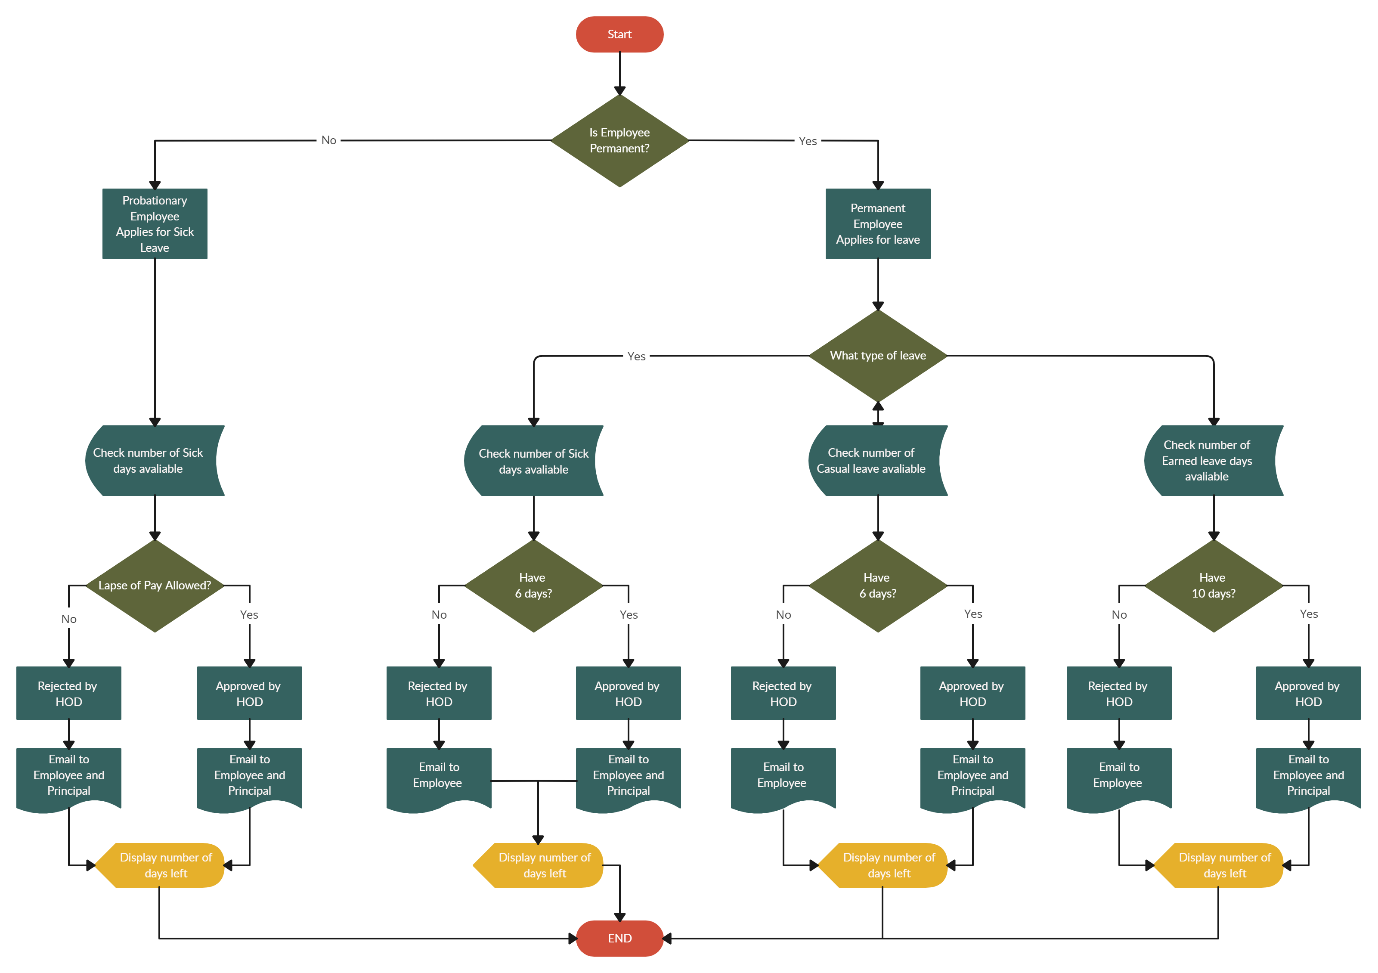 Start
Is Employee
Permanent?
No
Yes
Probationary
Employee
Applies for Sick
Leave
Permanent
Employee
Applies for leave
What type of leave
Yes
Check number of Sick
days avaliable
Check number of Sick
days avaliable
Check number of
Casual leave avaliable
Check number of
Earned leave days
avaliable
Lapse of Pay Allowed?
Have
6 days?
Have
6 days?
Have
10 days?
No
Yes
No
Yes
No
Yes
No
Yes
Rejected by
HOD
Approved by
HOD
Rejected by
HOD
Approved by
HOD
Rejected by
HOD
Approved by
HOD
Rejected by
HOD
Approved by
HOD
Email to
Employee and
Principal
Email to
Employee and
Principal
Email to
Employee
Email to
Employee and
Principal
Email to
Employee
Email to
Employee and
Principal
Email to
Employee
Email to
Employee and
Principal
Display number of
days left
Display number of
days left
Display number of
days left
Display number of
days left
END